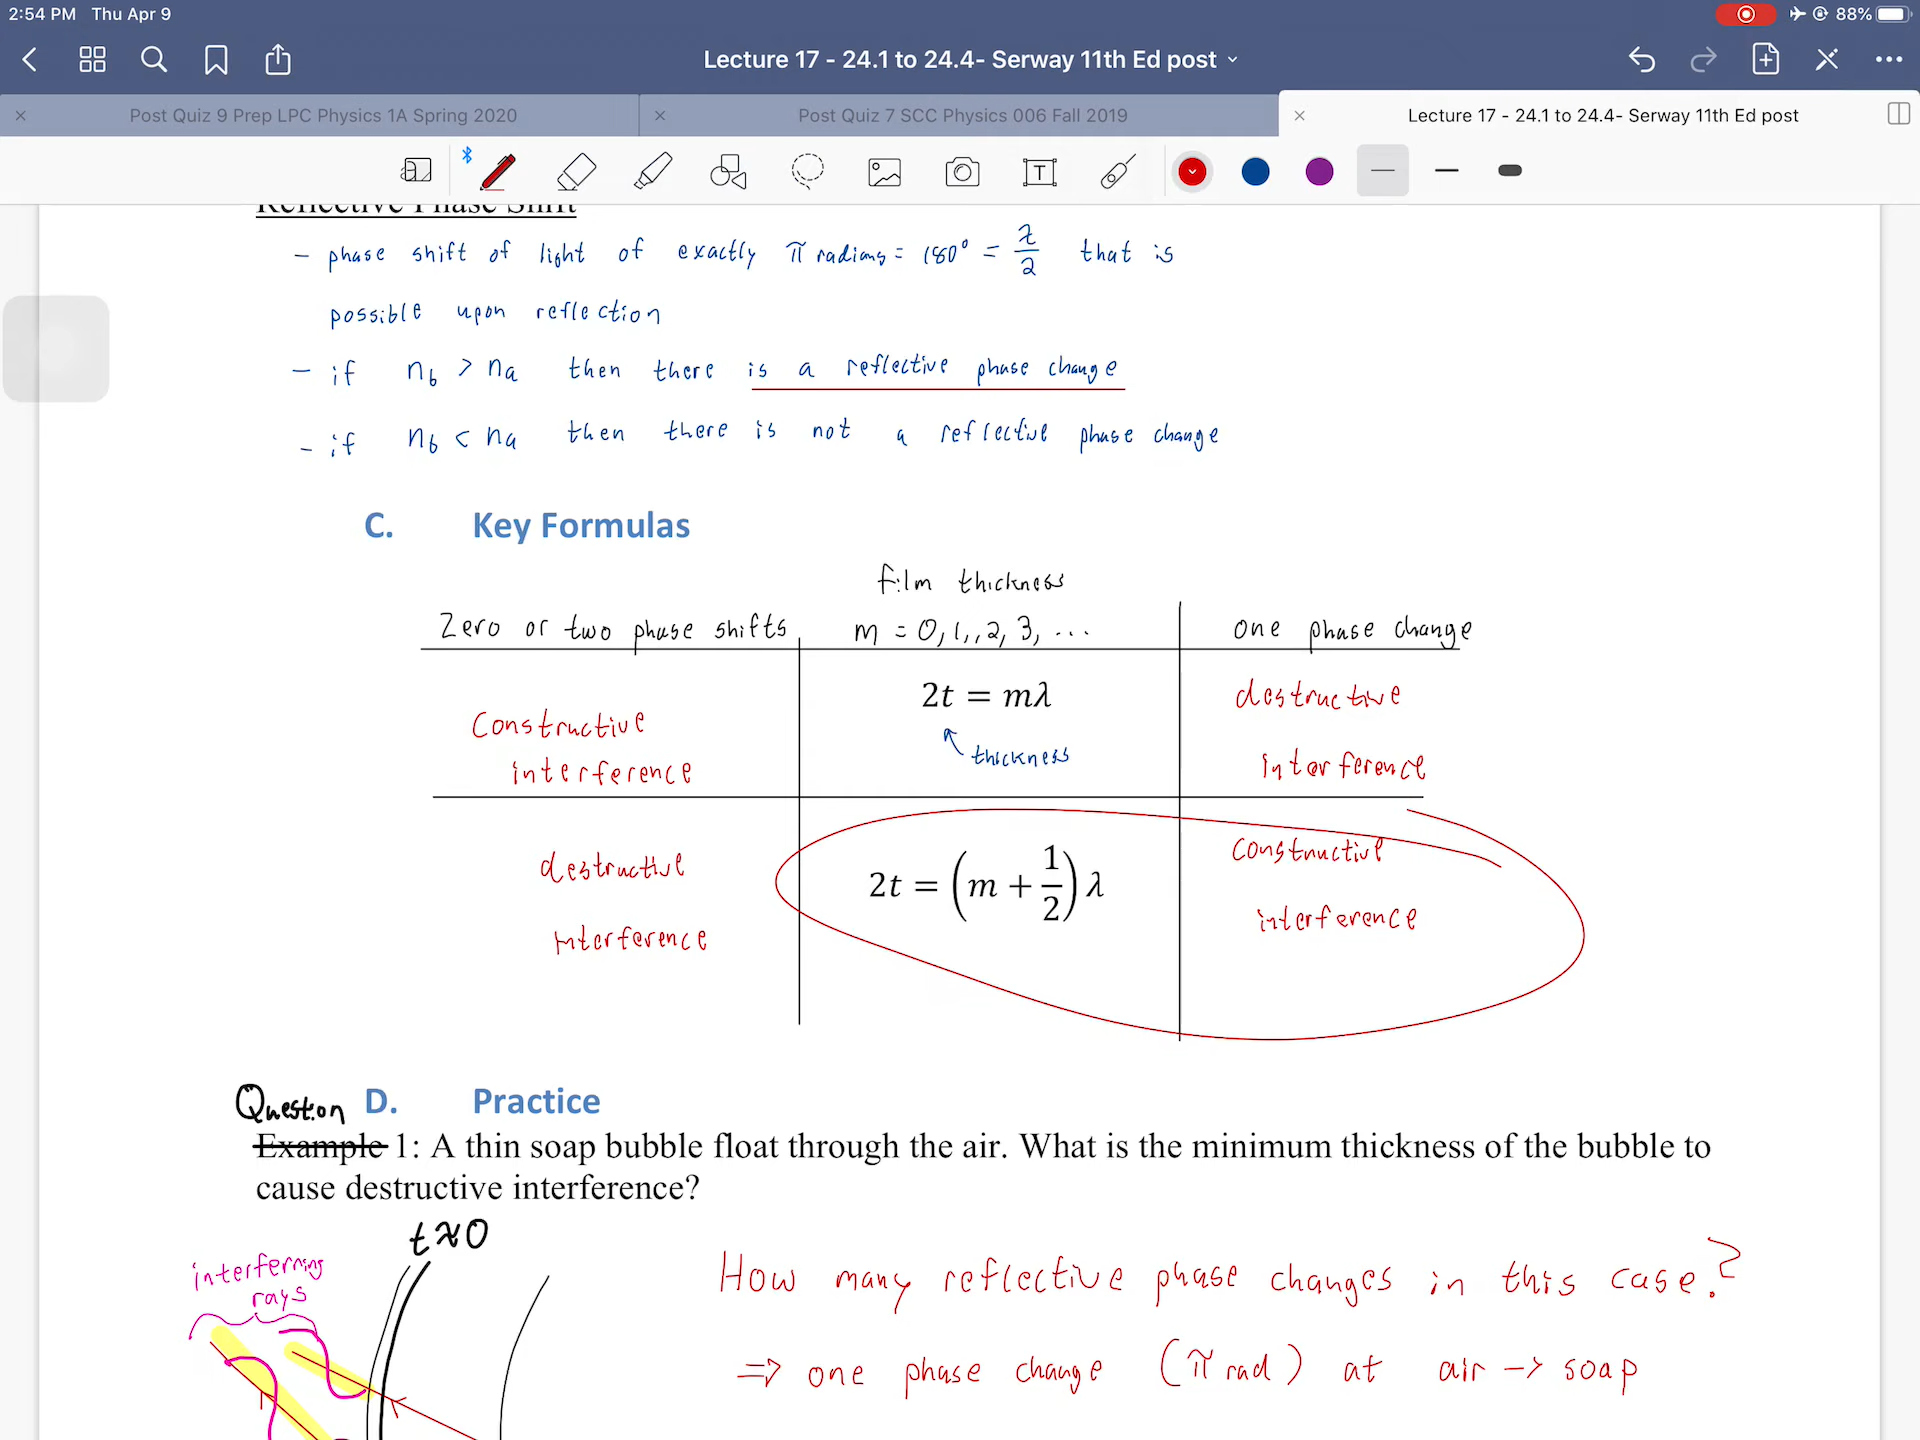 2:54 PM Thu Apr 9
88%
Lecture 17 - 24.1 to 24.4- Serway 11th Ed post
Post Quiz 9 Prep LPC Physics 1A Spring 2020
Post Quiz 7 SCC Physics 006 Fall 2019
Lecture 17 - 24.1 to 24.4- Serway 11th Ed post
Reflective Phase Shift
- phase shift of light of exactly π radians = 180° = λ/2 that is
possible upon reflection
- if n_b > n_a then there is a reflective phase change
- if n_b < n_a then there is not a reflective phase change
C. Key Formulas
film thickness
Zero or two phase shifts m = 0, 1, , 2, 3, ... one phase change
2t = mλ destructive
Constructive
thickness
interference interference
2t = (m + 1/2) λ constructive
destructive
interference
interference
Question D. Practice
Example 1: A thin soap bubble float through the air. What is the minimum thickness of the bubble to
cause destructive interference?
t ≈ 0
interferring
rays
How many reflective phase changes in this case?
⇒ one phase change (π rad) at air → soap